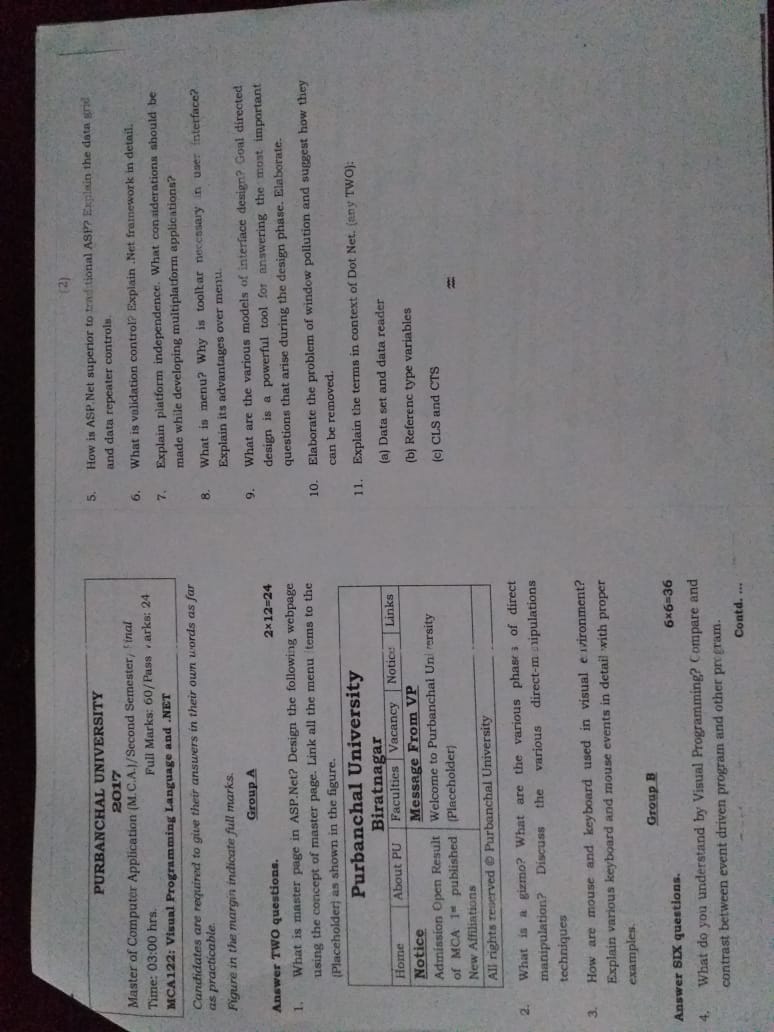 PURBANCHAL UNIVERSITY
2017
Master of Computer Application (M.C.A.)/Second Semester/Final
Time: 03:00 hrs. Full Marks: 60/Pass Marks: 24
MCA122: Visual Programming Language and .NET
Candidates are required to give their answers in their own words as far
as practicable.
Figure in the margin indicate full marks.
Group A
Answer TWO questions. 2×12=24
1. What is master page in ASP.Net? Design the following webpage
using the concept of master page. Link all the menu items to the
(Placeholder) as shown in the figure.
Purbanchal University
Biratnagar
Home About PU Faculties Vacancy Notice Links
Notice Message From VP
Admission Open Result Welcome to Purbanchal University
of MCA 1st published (Placeholder)
New Affiliations
All rights reserved © Purbanchal University
2. What is a gizmo? What are the various phases of direct
manipulation? Discuss the various direct-manipulations
techniques
3. How are mouse and keyboard used in visual environment?
Explain various keyboard and mouse events in detail with proper
examples.
Group B
Answer SIX questions. 6×6=36
4. What do you understand by Visual Programming? Compare and
contrast between event driven program and other program.
Contd. ...
(2)
5. How is ASP.Net superior to traditional ASP? Explain the data grid
and data repeater controls.
6. What is validation control? Explain .Net framework in detail.
7. Explain platform independence. What considerations should be
made while developing multiplatform applications?
8. What is menu? Why is toolbar necessary in user interface?
Explain its advantages over menu.
9. What are the various models of interface design? Goal directed
design is a powerful tool for answering the most important
questions that arise during the design phase. Elaborate.
10. Elaborate the problem of window pollution and suggest how they
can be removed.
11. Explain the terms in context of Dot Net. (any TWO):
(a) Data set and data reader
(b) Referenc type variables
(c) CLS and CTS